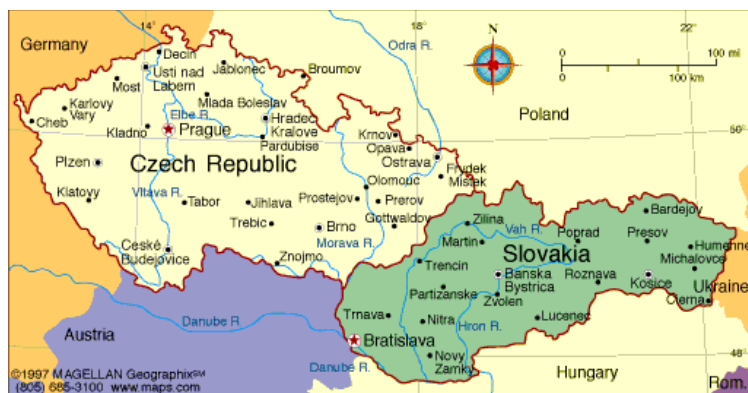 14
18
22
Germany
Decin
N
0
100 mi
0
100 km
Odra R.
Usti nad
Labem
Jablonec
Broumov
Most
Karlovy
Vary
Mlada Boleslav
Elbe R.
Hradec
Kralove
Poland
Cheb
Kladno
Prague
Pardubise
Krnov
50
Opava
Ostrava
Plzen
Czech Republic
Frydek
Mistek
Olomouc
Klatovy
Vltava R.
Tabor
Jihlava
Prostejov
Prerov
Trebic
Brno
Gottwaldov
Zilina
Vah R.
Bardejov
Morava R.
Martin
Poprad
Presov
České
Budejovice
Znojmo
Slovakia
Humenne
Trencin
Michalovce
Banska
Bystrica
Roznava
Košice
Ukraine
Partizanske
Zvolen
Cierna
Danube R.
Trnava
Nitra
Hron R.
Lucenec
Austria
Bratislava
48
Danube R.
Novy
Zamky
Hungary
©1997 MAGELLAN Geographix℠
(805) 685-3100 www.maps.com
Rom.